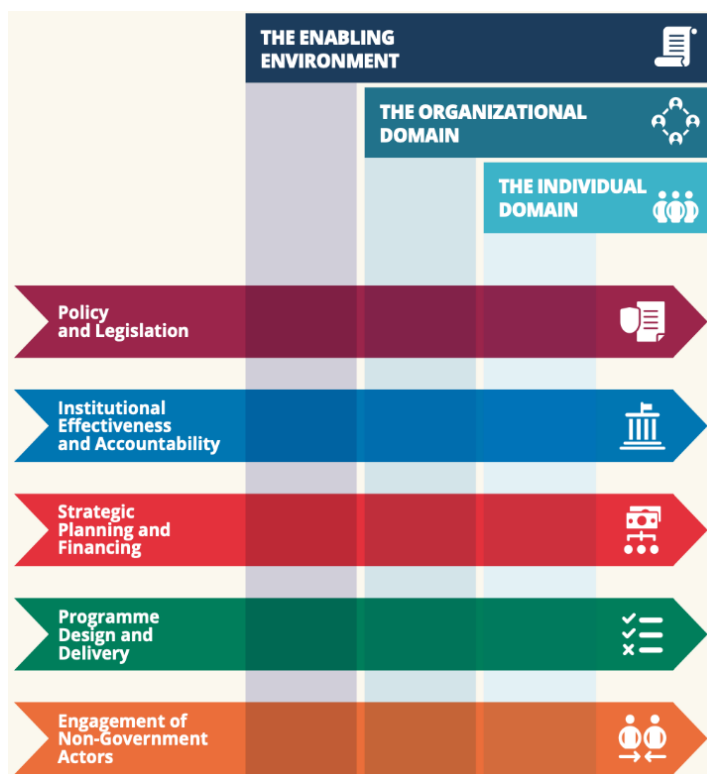 THE ENABLING
ENVIRONMENT
THE ORGANIZATIONAL
DOMAIN
THE INDIVIDUAL
DOMAIN
Policy
and Legislation
Institutional
Effectiveness
and Accountability
Strategic
Planning and
Financing
Programme
Design and
Delivery
Engagement of
Non-Government
Actors